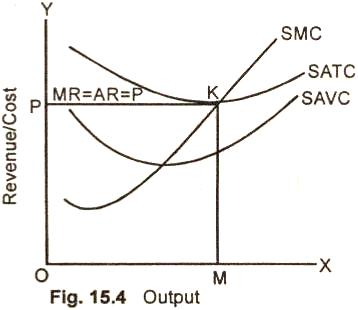 Y
SMC
K
SATC
MR=AR=P
SAVC
P
Revenue/Cost
O
M
X
Fig. 15.4 Output